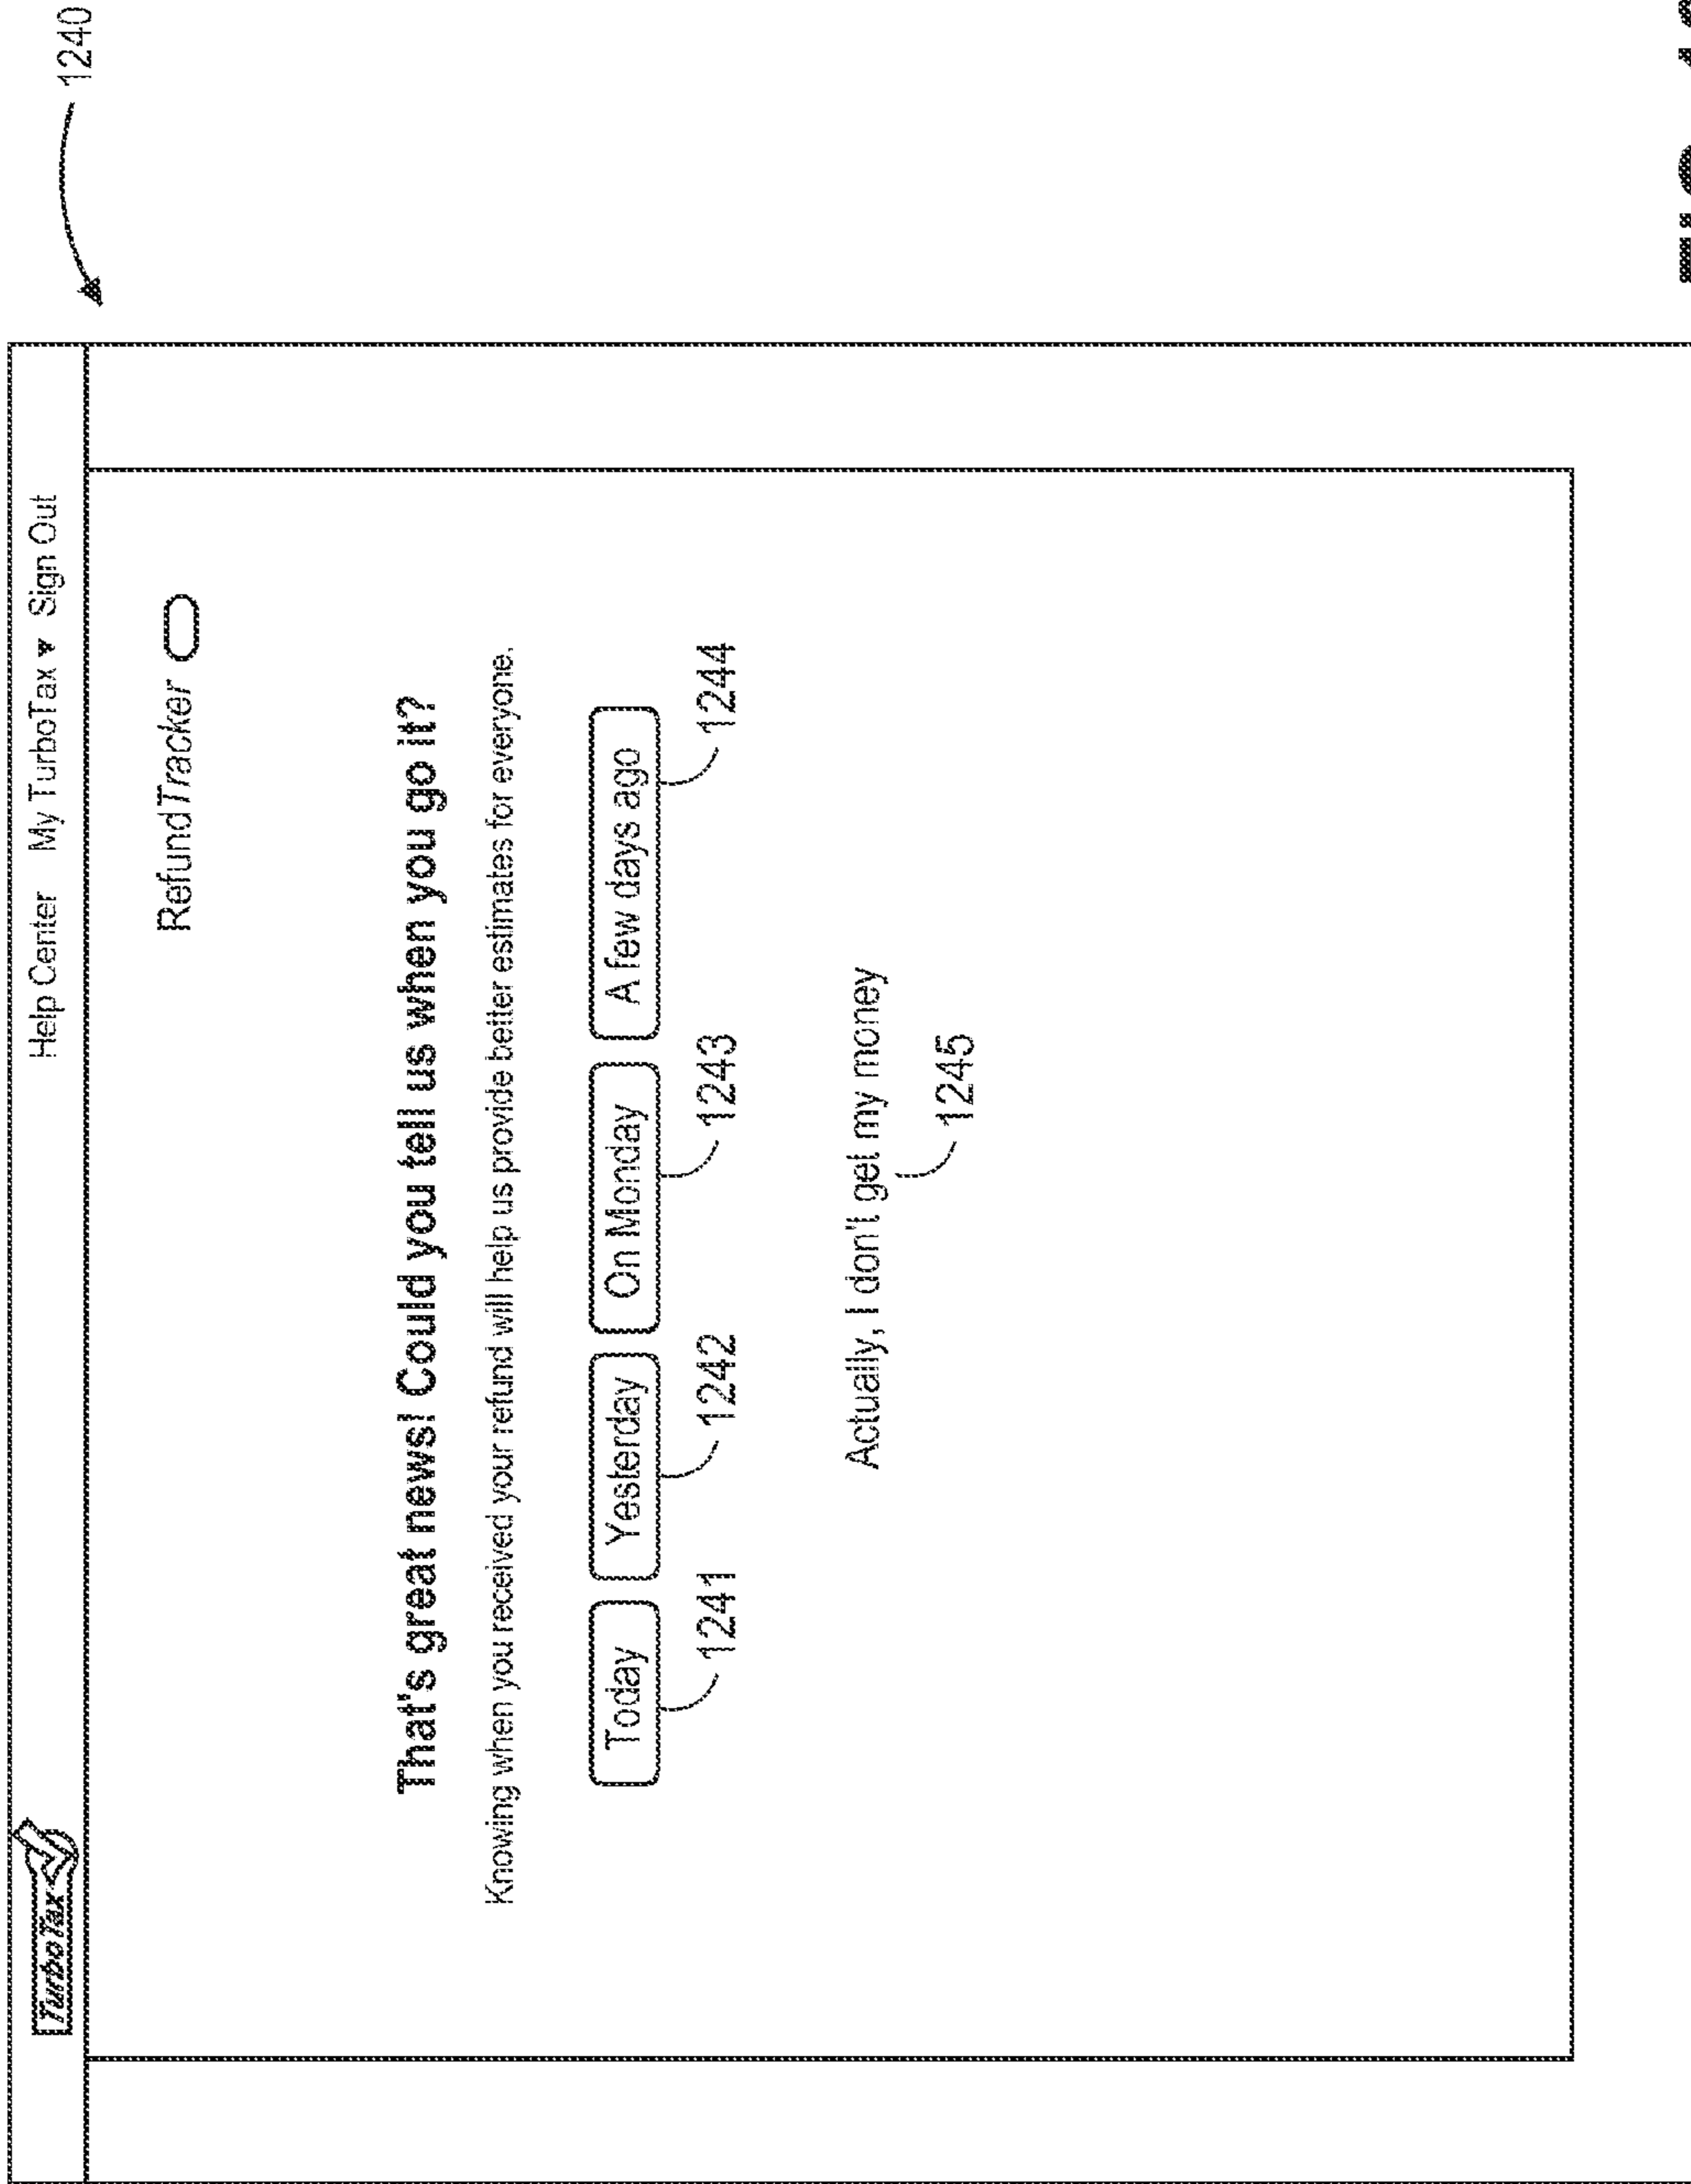 1240
TurboTax Help Center My TurboTax ▾ Sign Out
RefundTracker
That's great news! Could you tell us when you go it?
Knowing when you received your refund will help us provide better estimates for everyone.
Today Yesterday On Monday A few days ago
1241 1242 1243 1244
Actually, I don't get my money
1245